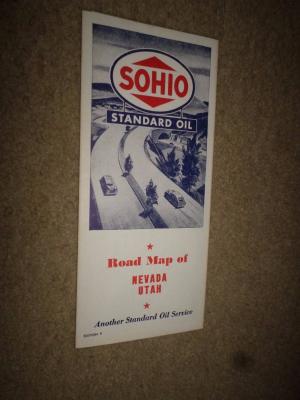 SOHIO
STANDARD OIL
Road Map of
NEVADA
UTAH
Another Standard Oil Service